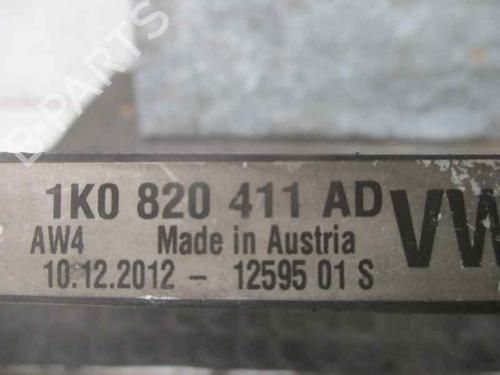 B-PARTS
1K0 820 411 AD
VW
AW4 Made in Austria
10.12.2012 - 12595 01 S